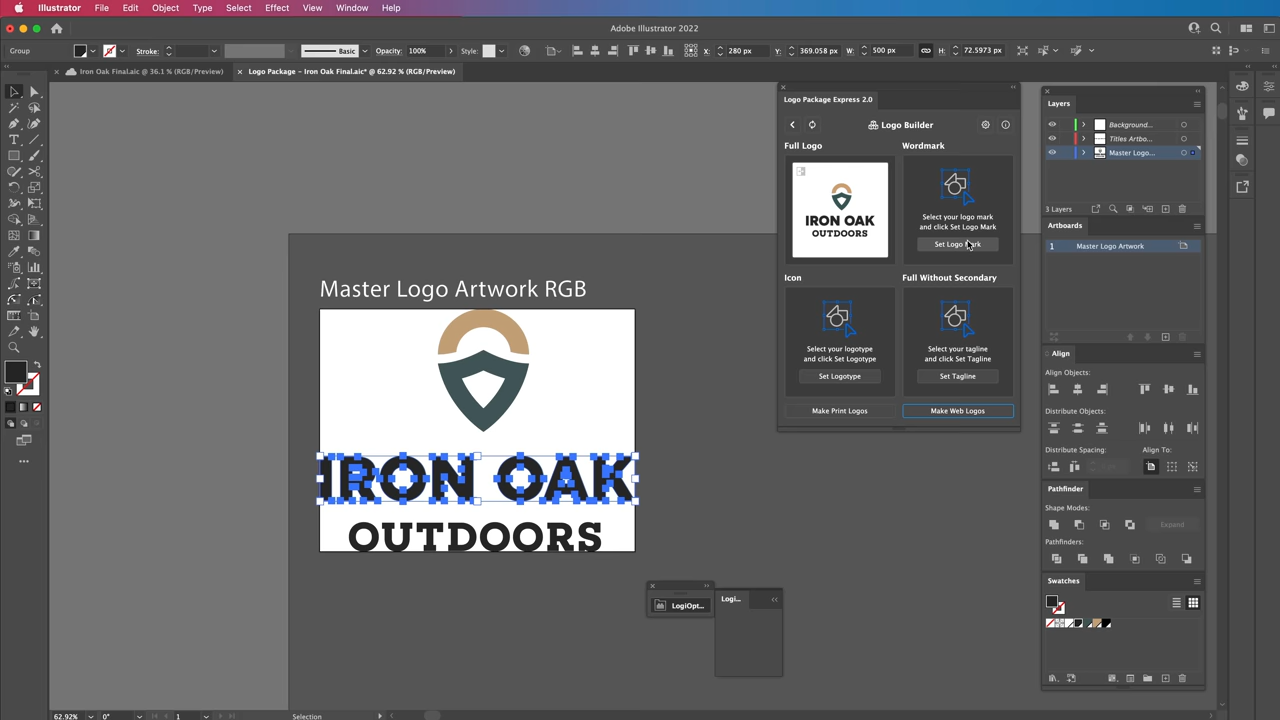 Illustrator File Edit Object Type Select Effect View Window Help
Adobe Illustrator 2022
Group Stroke: Basic Opacity: 100% Style: X: 280 px Y: 369.058 px W: 500 px H: 72.5973 px
× Iron Oak Final.aic @ 36.1 % (RGB/Preview) × Logo Package – Iron Oak Final.aic* @ 62.92 % (RGB/Preview)
Logo Package Express 2.0
Logo Builder
Full Logo Wordmark
IRON OAK
OUTDOORS
Select your logo mark
and click Set Logo Mark
Set Logo Mark
Icon Full Without Secondary
Select your logotype
and click Set Logotype
Set Logotype
Select your tagline
and click Set Tagline
Set Tagline
Make Print Logos Make Web Logos
Layers
Background...
Titles Artbo...
Master Logo...
3 Layers
Artboards
1 Master Logo Artwork
Align
Align Objects:
Distribute Objects:
Distribute Spacing: Align To:
Pathfinder
Shape Modes:
Expand
Pathfinders:
Swatches
Master Logo Artwork RGB
IRON OAK
OUTDOORS
LogiOpt...
Logi...
62.92% 0° 1 Selection